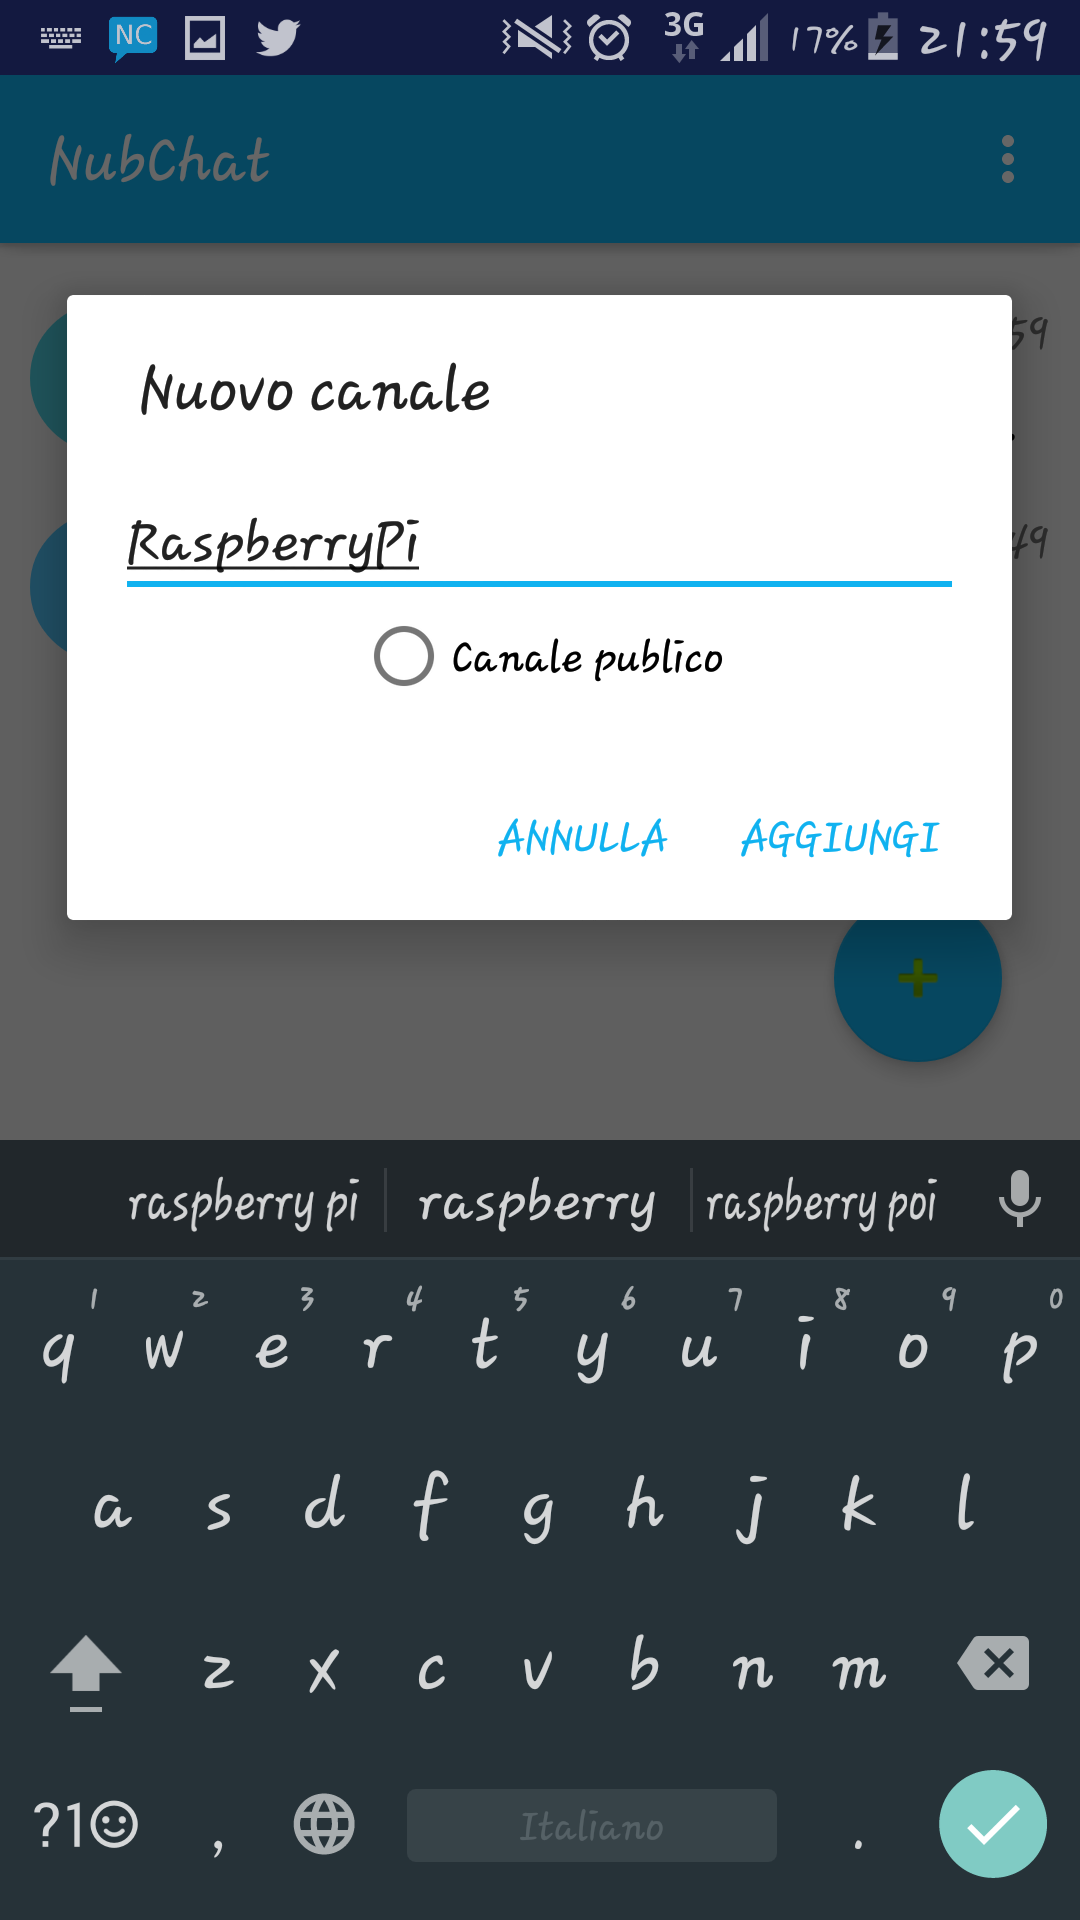 NC 3G 17% 21:59
NubChat
59
Nuovo canale
49
RaspberryPi
Canale publico
ANNULLA AGGIUNGI
+
raspberry pi raspberry raspberry poi
1 2 3 4 5 6 7 8 9 0
q w e r t y u i o p
a s d f g h j k l
z x c v b n m
?1 , Italiano .